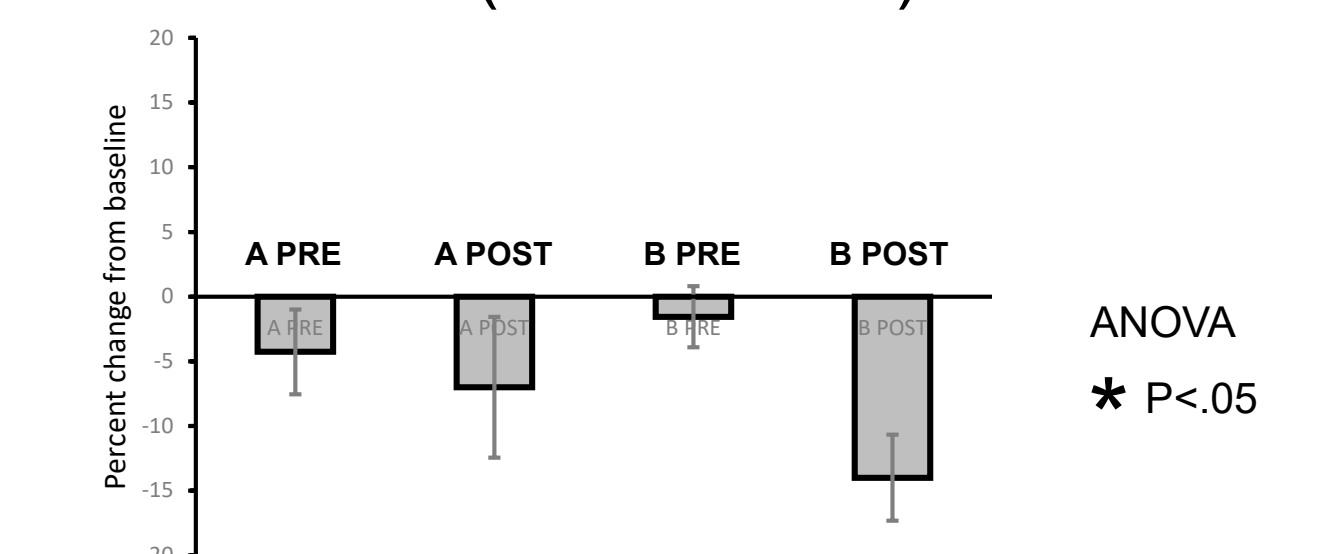 20
15
10
5
0
-5
-10
-15
Percent change from baseline
A PRE
A POST
B PRE
B POST
A PRE
A POST
B PRE
B POST
ANOVA
* P<.05